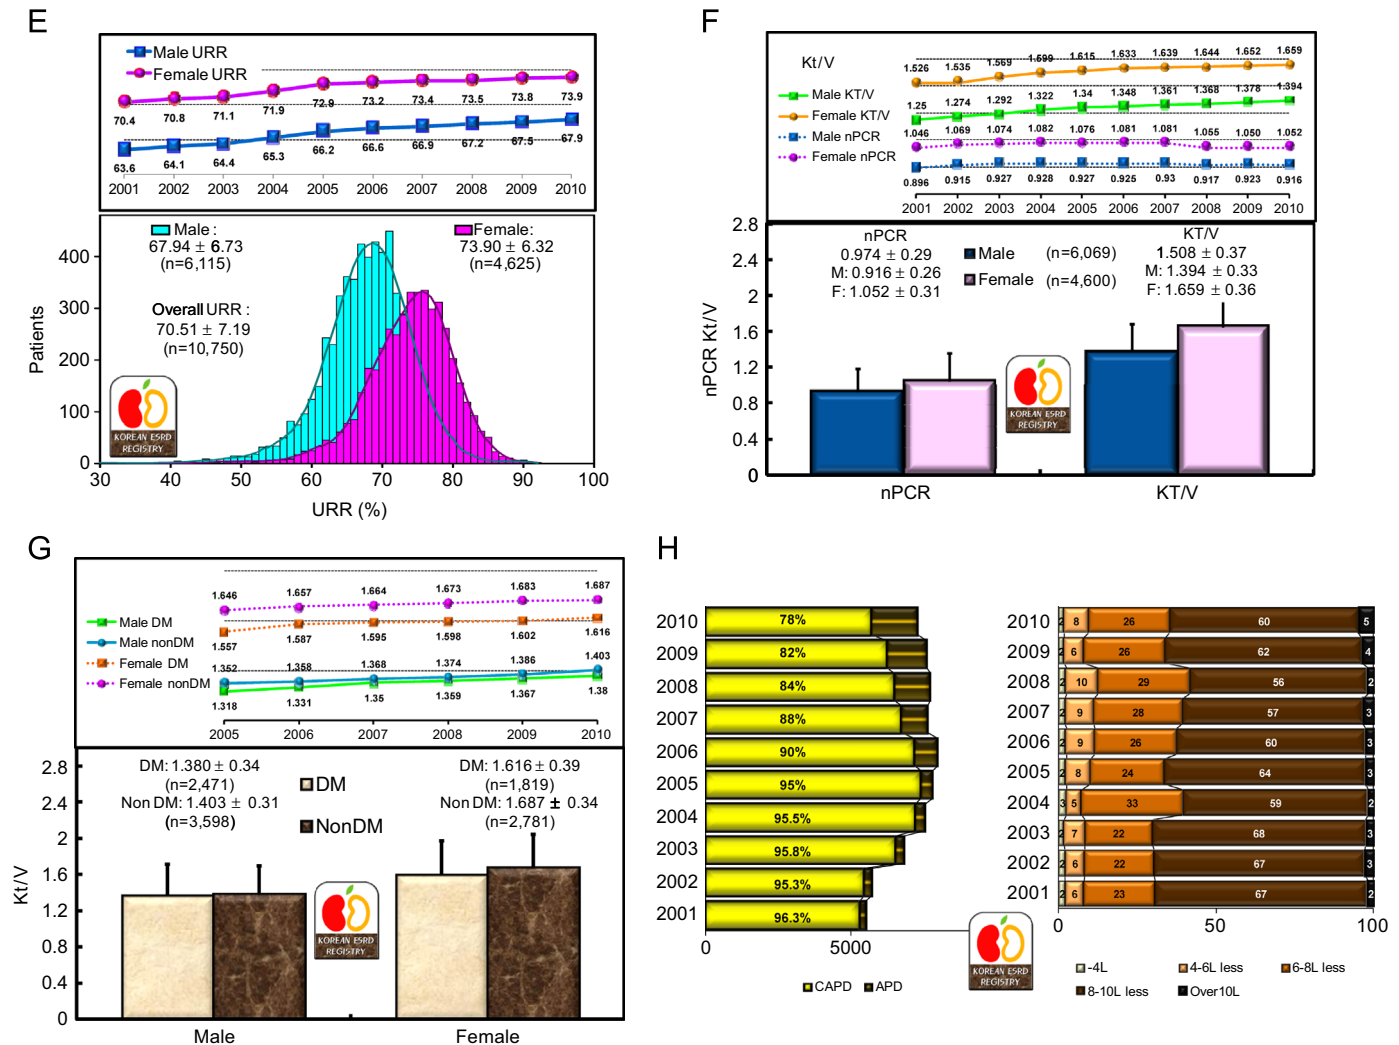 E
Male URR
Female URR
70.4 70.8 71.1 71.9 72.9 73.2 73.4 73.5 73.8 73.9
63.6 64.1 64.4 65.3 66.2 66.6 66.9 67.2 67.5 67.9
2001 2002 2003 2004 2005 2006 2007 2008 2009 2010
Male :
67.94 ± 6.73
(n=6,115)
Female:
73.90 ± 6.32
(n=4,625)
Overall URR :
70.51 ± 7.19
(n=10,750)
Patients
400
300
200
100
0
30 40 50 60 70 80 90 100
URR (%)
KOREAN ESRD
REGISTRY
F
Kt/V
Male KT/V
Female KT/V
Male nPCR
Female nPCR
1.526 1.535 1.569 1.599 1.615 1.633 1.639 1.644 1.652 1.659
1.25 1.274 1.292 1.322 1.34 1.348 1.361 1.368 1.378 1.394
1.046 1.069 1.074 1.082 1.076 1.081 1.081 1.055 1.050 1.052
0.896 0.915 0.927 0.928 0.927 0.925 0.93 0.917 0.923 0.916
2001 2002 2003 2004 2005 2006 2007 2008 2009 2010
nPCR
0.974 ± 0.29
M: 0.916 ± 0.26
F: 1.052 ± 0.31
Male (n=6,069)
Female (n=4,600)
KT/V
1.508 ± 0.37
M: 1.394 ± 0.33
F: 1.659 ± 0.36
nPCR Kt/V
2.8
2.4
2
1.6
1.2
0.8
0.4
0
nPCR KT/V
KOREAN ESRD
REGISTRY
G
Male DM
Male nonDM
Female DM
Female nonDM
1.646 1.657 1.664 1.673 1.683 1.687
1.557 1.587 1.595 1.598 1.602 1.616
1.352 1.358 1.368 1.374 1.386 1.403
1.318 1.331 1.35 1.359 1.367 1.38
2005 2006 2007 2008 2009 2010
DM: 1.380 ± 0.34
(n=2,471)
Non DM: 1.403 ± 0.31
(n=3,598)
DM
NonDM
DM: 1.616 ± 0.39
(n=1,819)
Non DM: 1.687 ± 0.34
(n=2,781)
Kt/V
2.8
2.4
2
1.6
1.2
0.8
0.4
0
Male Female
KOREAN ESRD
REGISTRY
H
2010 78%
2009 82%
2008 84%
2007 88%
2006 90%
2005 95%
2004 95.5%
2003 95.8%
2002 95.3%
2001 96.3%
0 5000
CAPD APD
KOREAN ESRD
REGISTRY
2010 2 8 26 60 5
2009 2 6 26 62 4
2008 2 10 29 56 2
2007 2 9 28 57 3
2006 2 9 26 60 3
2005 2 8 24 64 3
2004 3 5 33 59 2
2003 2 7 22 68 3
2002 2 6 22 67 3
2001 2 6 23 67 2
0 50 100
-4L 4-6L less 6-8L less
8-10L less Over10L